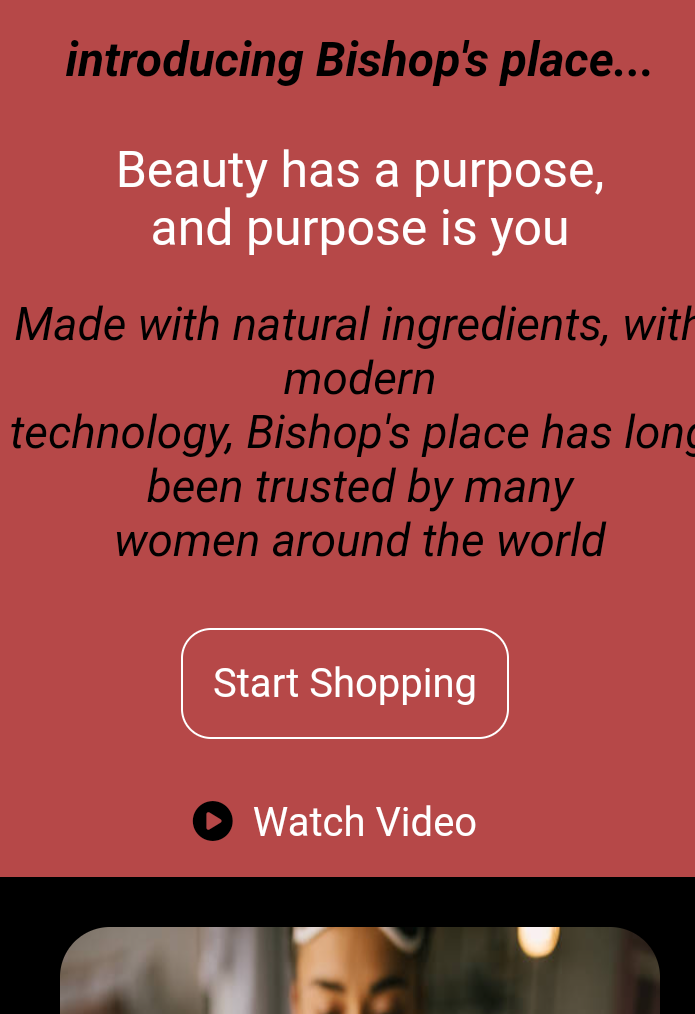 introducing Bishop's place...
Beauty has a purpose,
and purpose is you
Made with natural ingredients, with
modern
technology, Bishop's place has long
been trusted by many
women around the world
Start Shopping
Watch Video